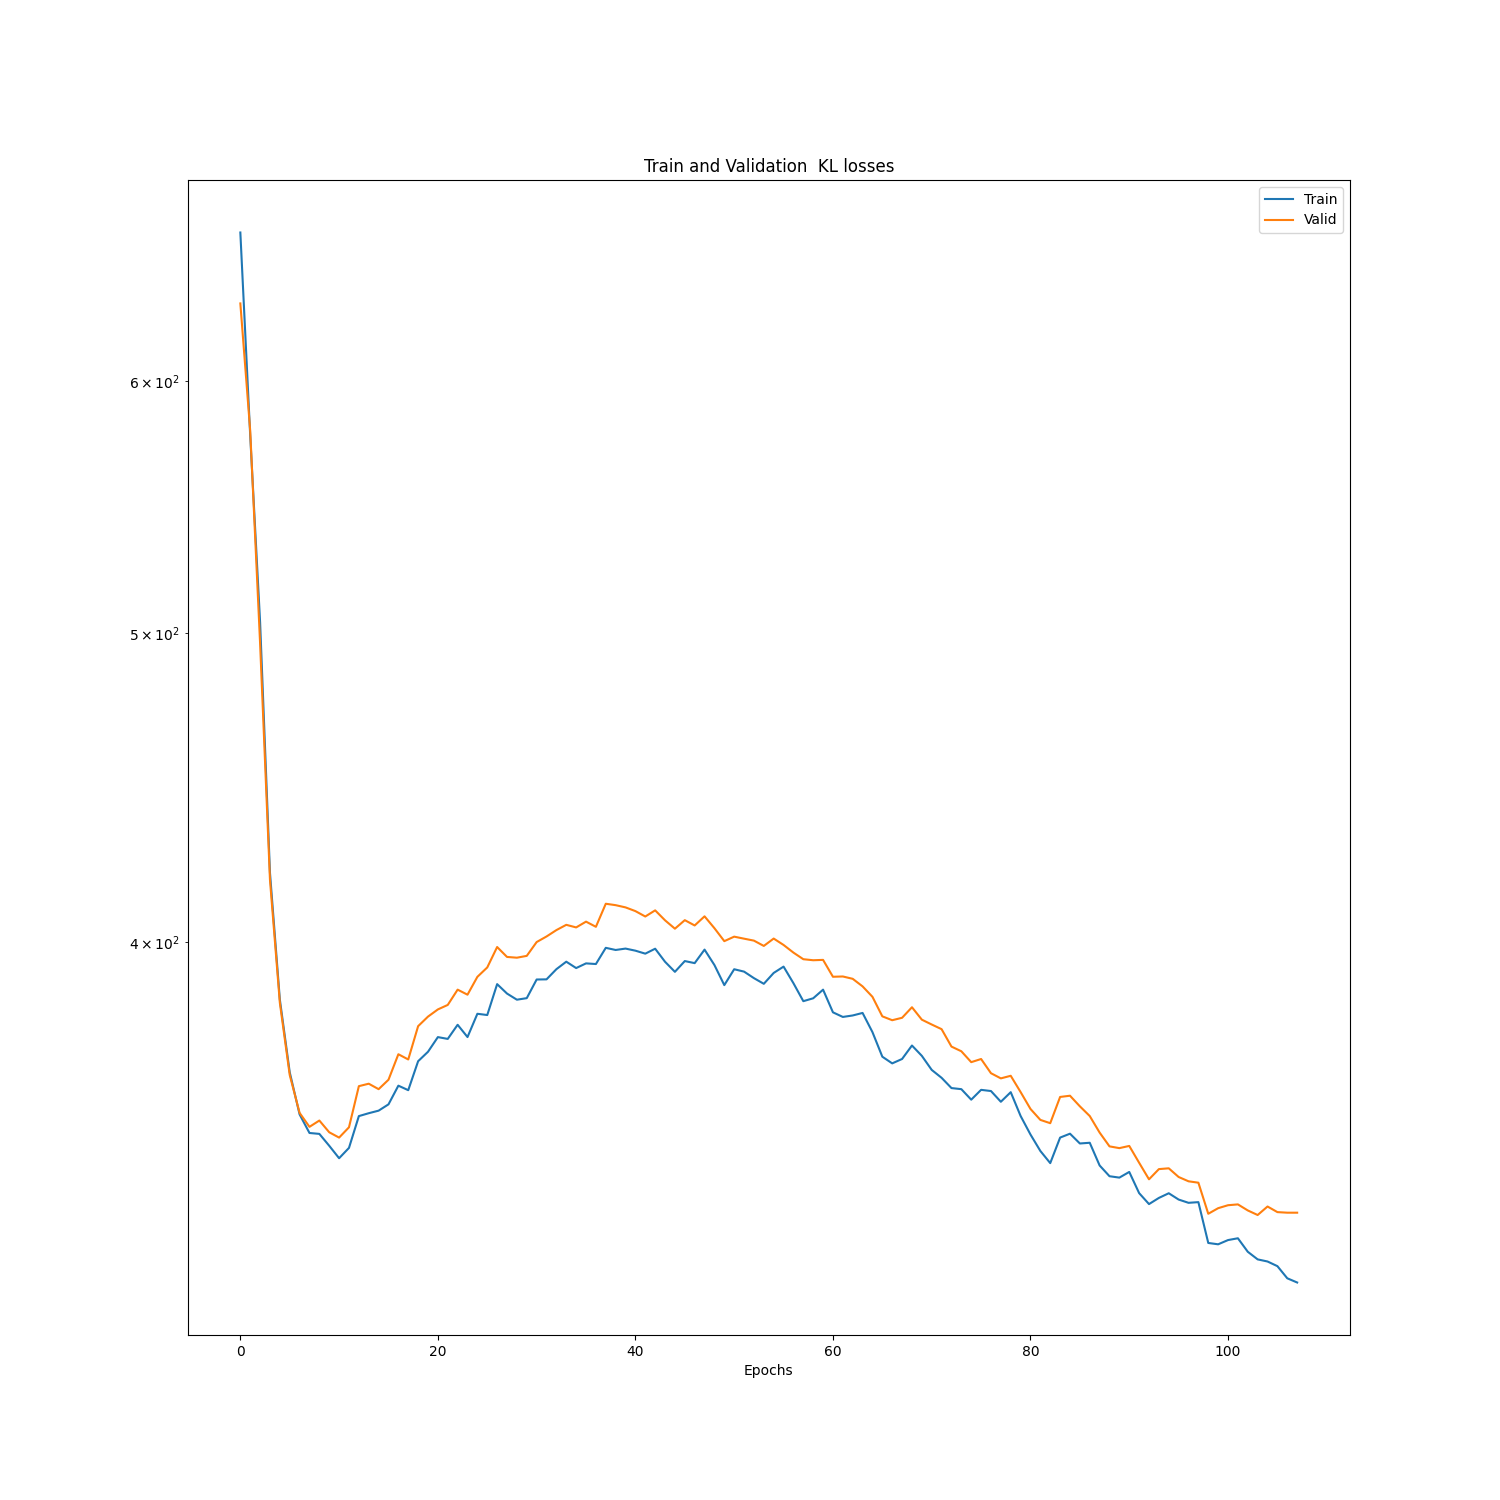 Train and Validation  KL losses
Train
Valid
6 × 10²
5 × 10²
4 × 10²
0 20 40 60 80 100
Epochs